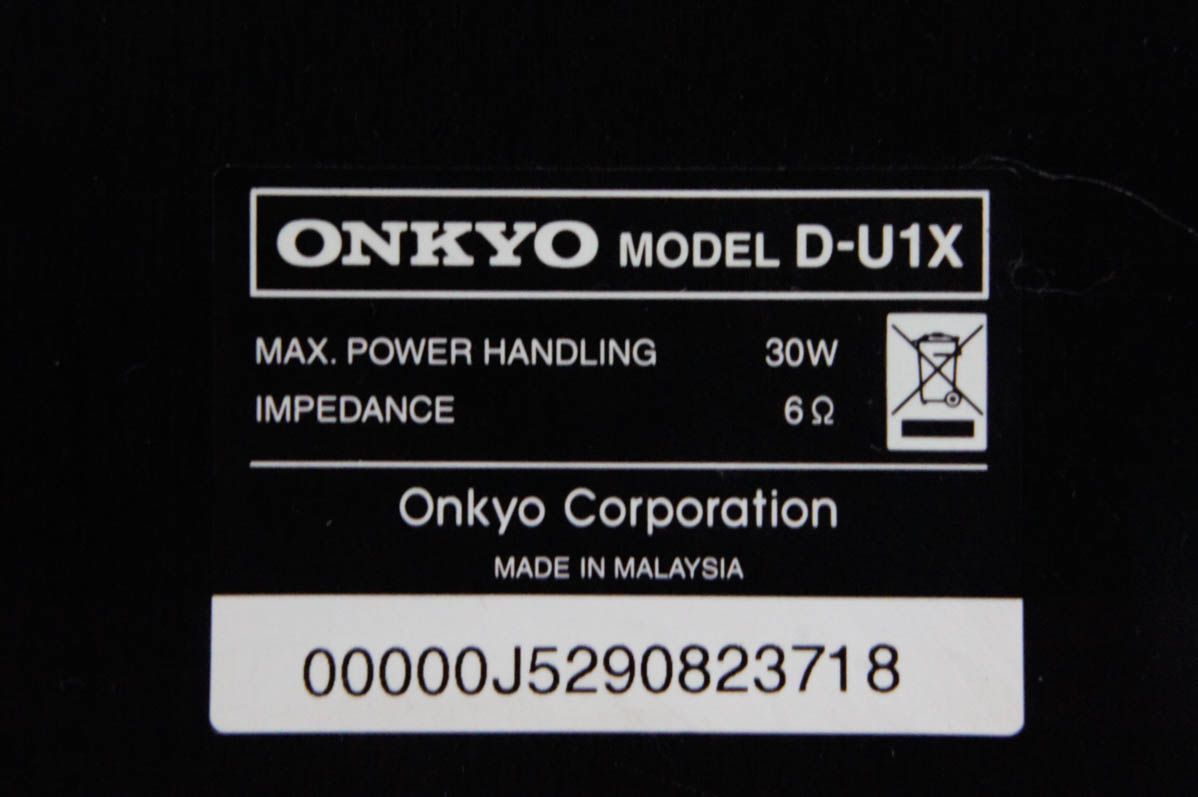 ONKYO MODEL D-U1X
MAX. POWER HANDLING 30W
IMPEDANCE 6Ω
Onkyo Corporation
MADE IN MALAYSIA
00000J5290823718